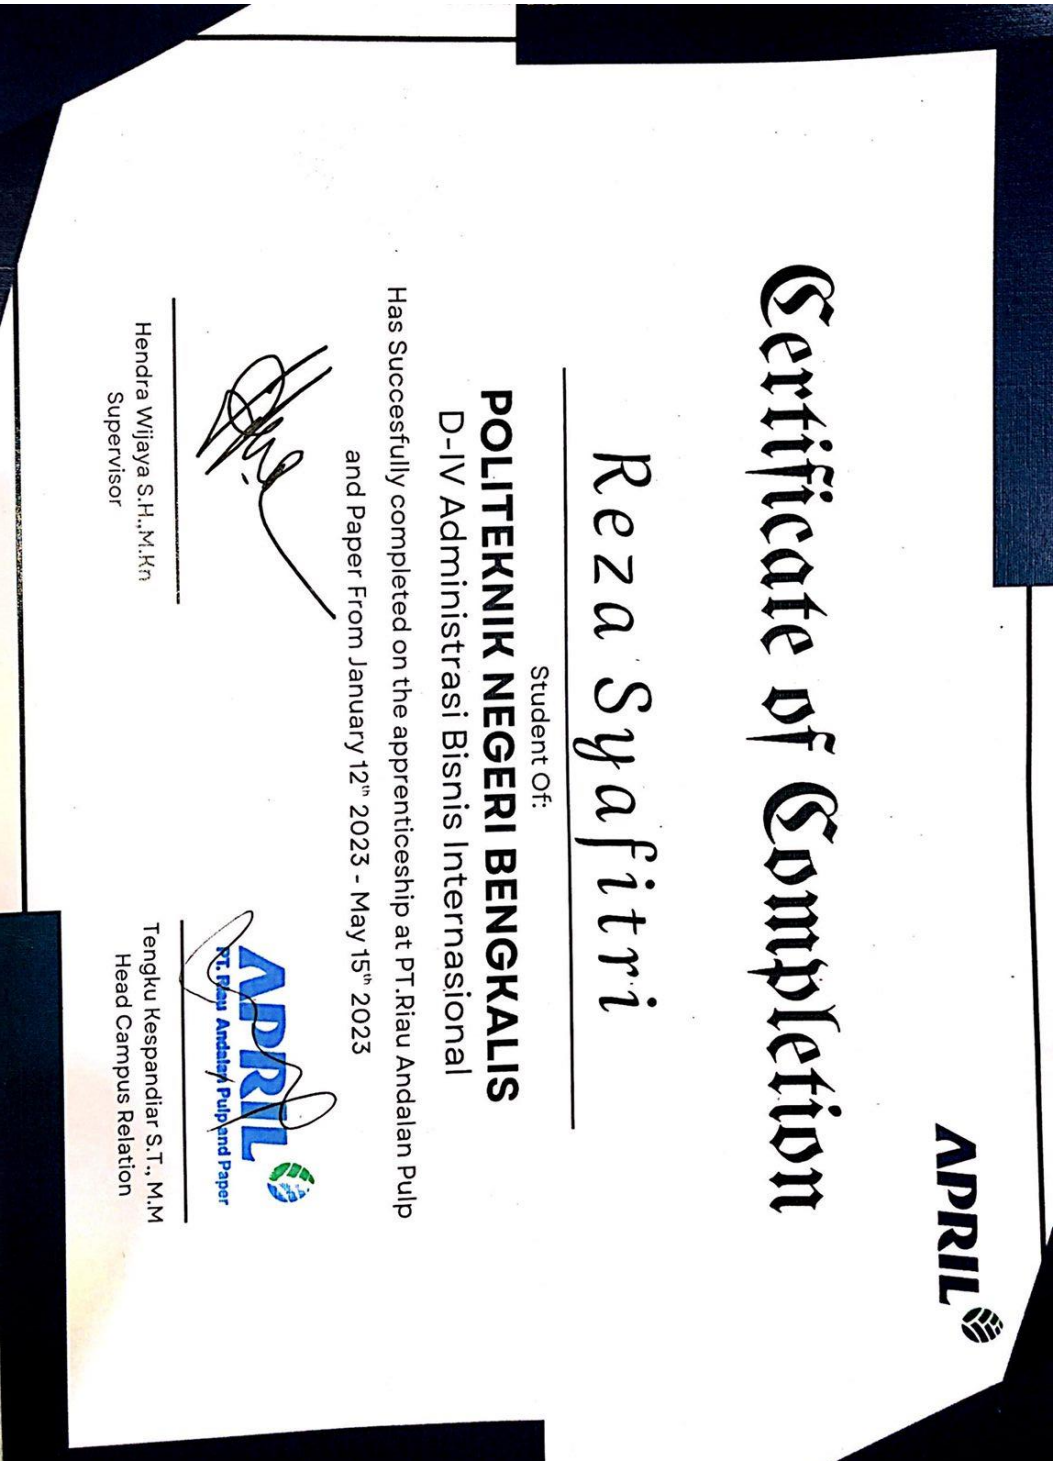 APRIL
Certificate of Completion
Reza Syafitri
Student Of:
POLITEKNIK NEGERI BENGKALIS
D-IV Administrasi Bisnis Internasional
Has Succesfully completed on the apprenticeship at PT.Riau Andalan Pulp
and Paper From January 12th 2023 - May 15th 2023
APRIL
PT. Riau Andalan Pulp and Paper
Hendra Wijaya S.H.,M.Kn
Supervisor
Tengku Kespandiar S.T., M.M
Head Campus Relation